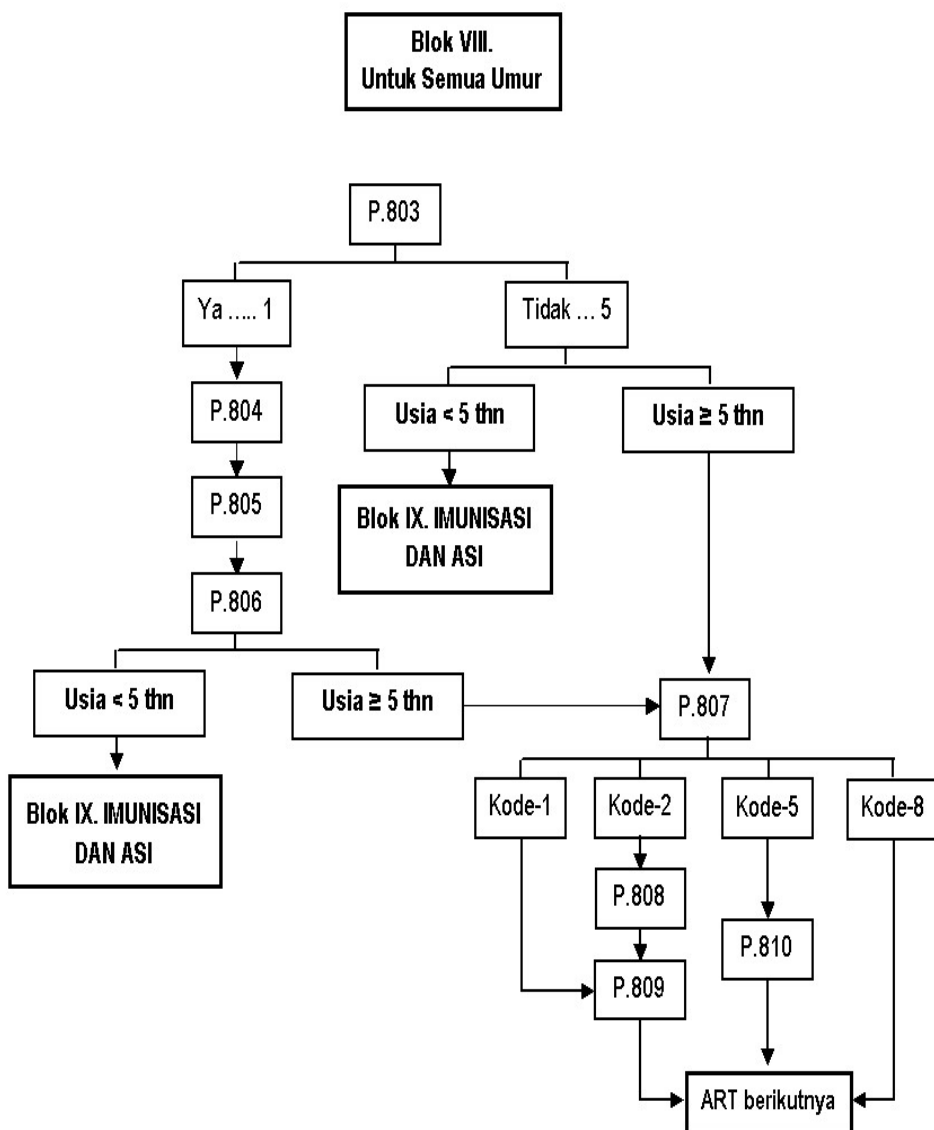 Blok VIII.
Untuk Semua Umur
P.803
Ya ..... 1
Tidak ... 5
P.804
Usia < 5 thn
Usia ≥ 5 thn
P.805
Blok IX. IMUNISASI
DAN ASI
P.806
Usia < 5 thn
Usia ≥ 5 thn
P.807
Blok IX. IMUNISASI
DAN ASI
Kode-1
Kode-2
Kode-5
Kode-8
P.808
P.810
P.809
ART berikutnya